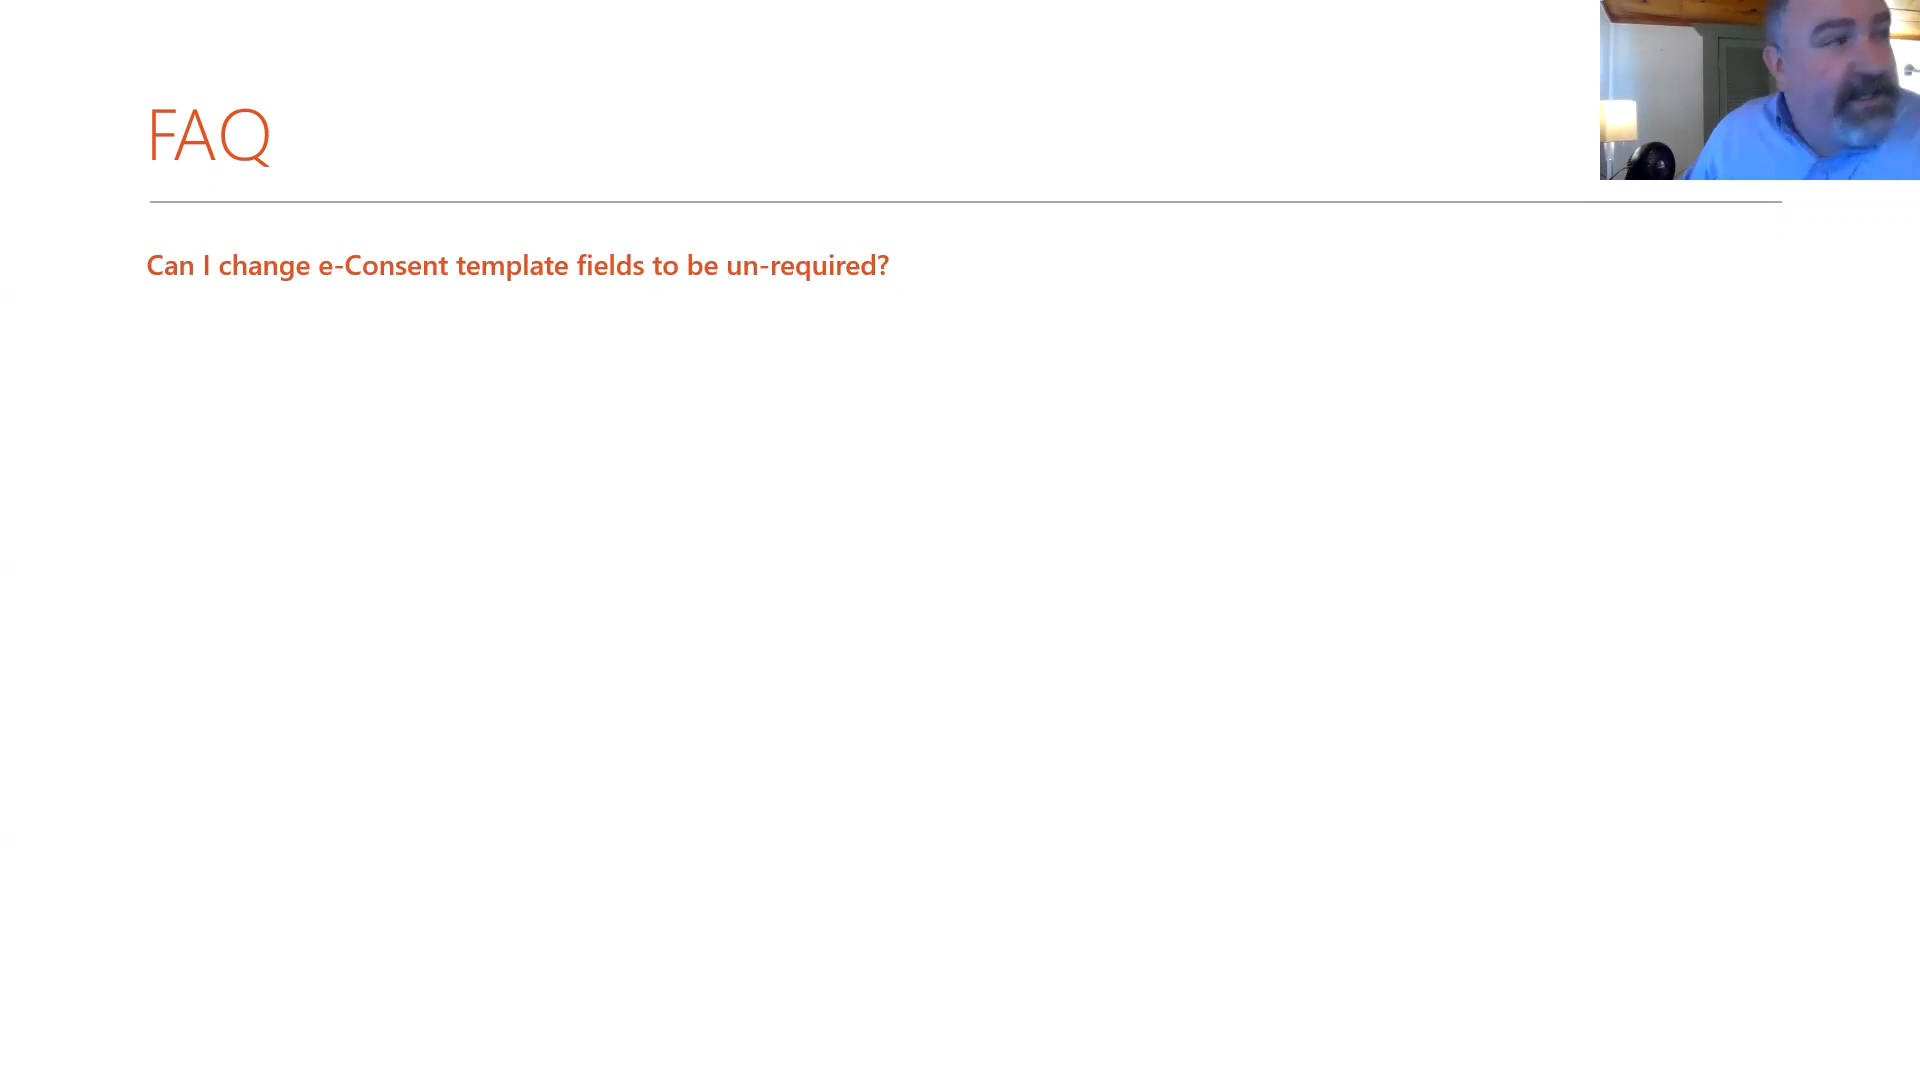 FAQ
Can I change e-Consent template fields to be un-required?